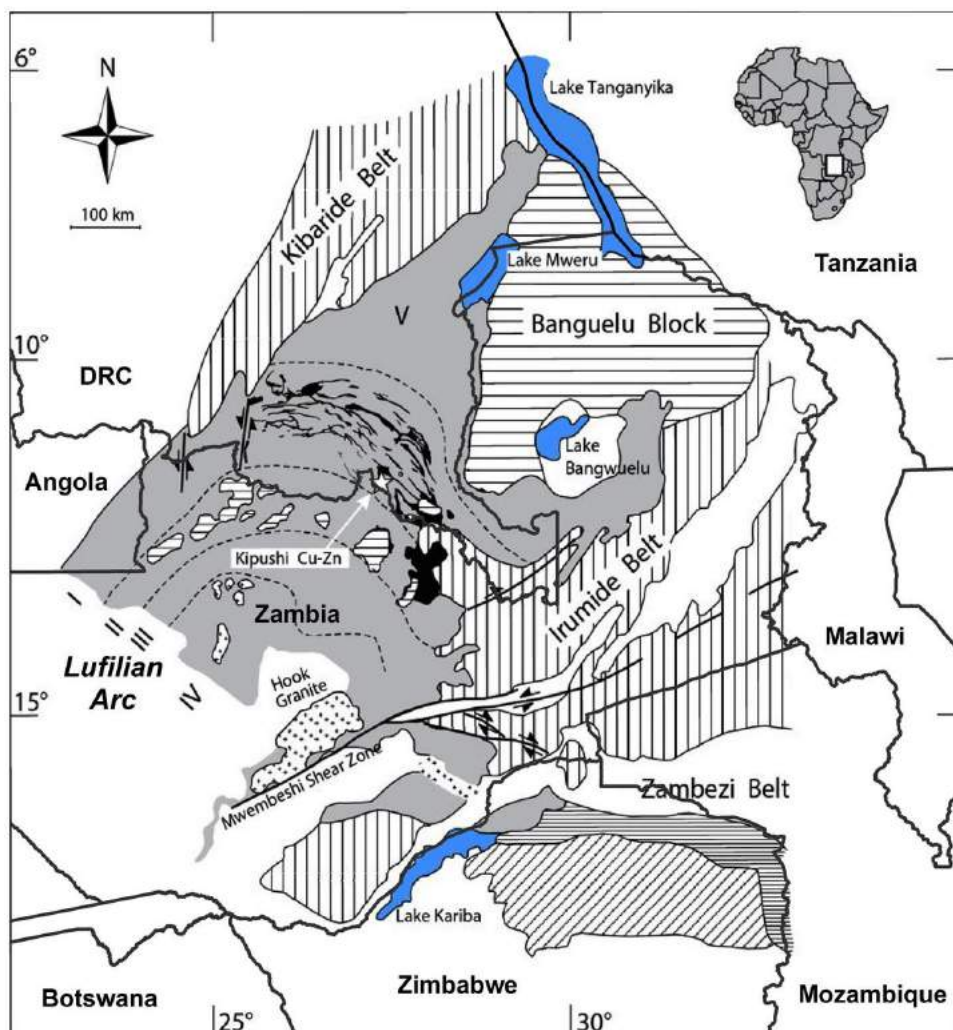 6°
N
100 km
Lake Tanganyika
Kibaride Belt
Lake Mweru
Tanzania
V
Banguelu Block
10°
DRC
Angola
Lake
Bangwuelu
Kipushi Cu-Zn
Irumide Belt
Zambia
I
II
III
IV
Lufilian
Arc
Malawi
Hook
Granite
15°
Mwembeshi Shear Zone
Zambezi Belt
Lake Kariba
Zimbabwe
Botswana
Mozambique
25°
30°